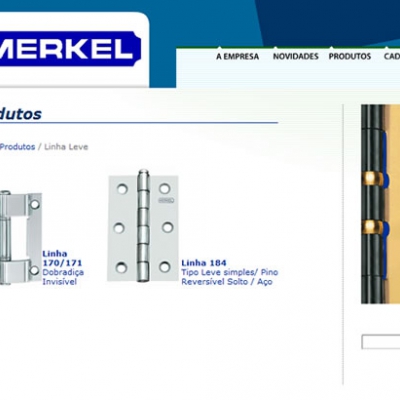 MERKEL
A EMPRESA NOVIDADES PRODUTOS CAD
dutos
Produtos / Linha Leve
MERKEL
Linha
170/171
Dobradiça
Invisível
Linha 184
Tipo Leve simples/ Pino
Reversível Solto / Aço